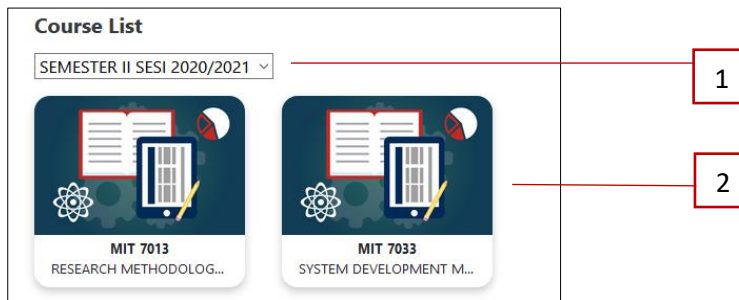 Course List
SEMESTER II SESI 2020/2021
1
2
MIT 7013
RESEARCH METHODOLOG...
MIT 7033
SYSTEM DEVELOPMENT M...